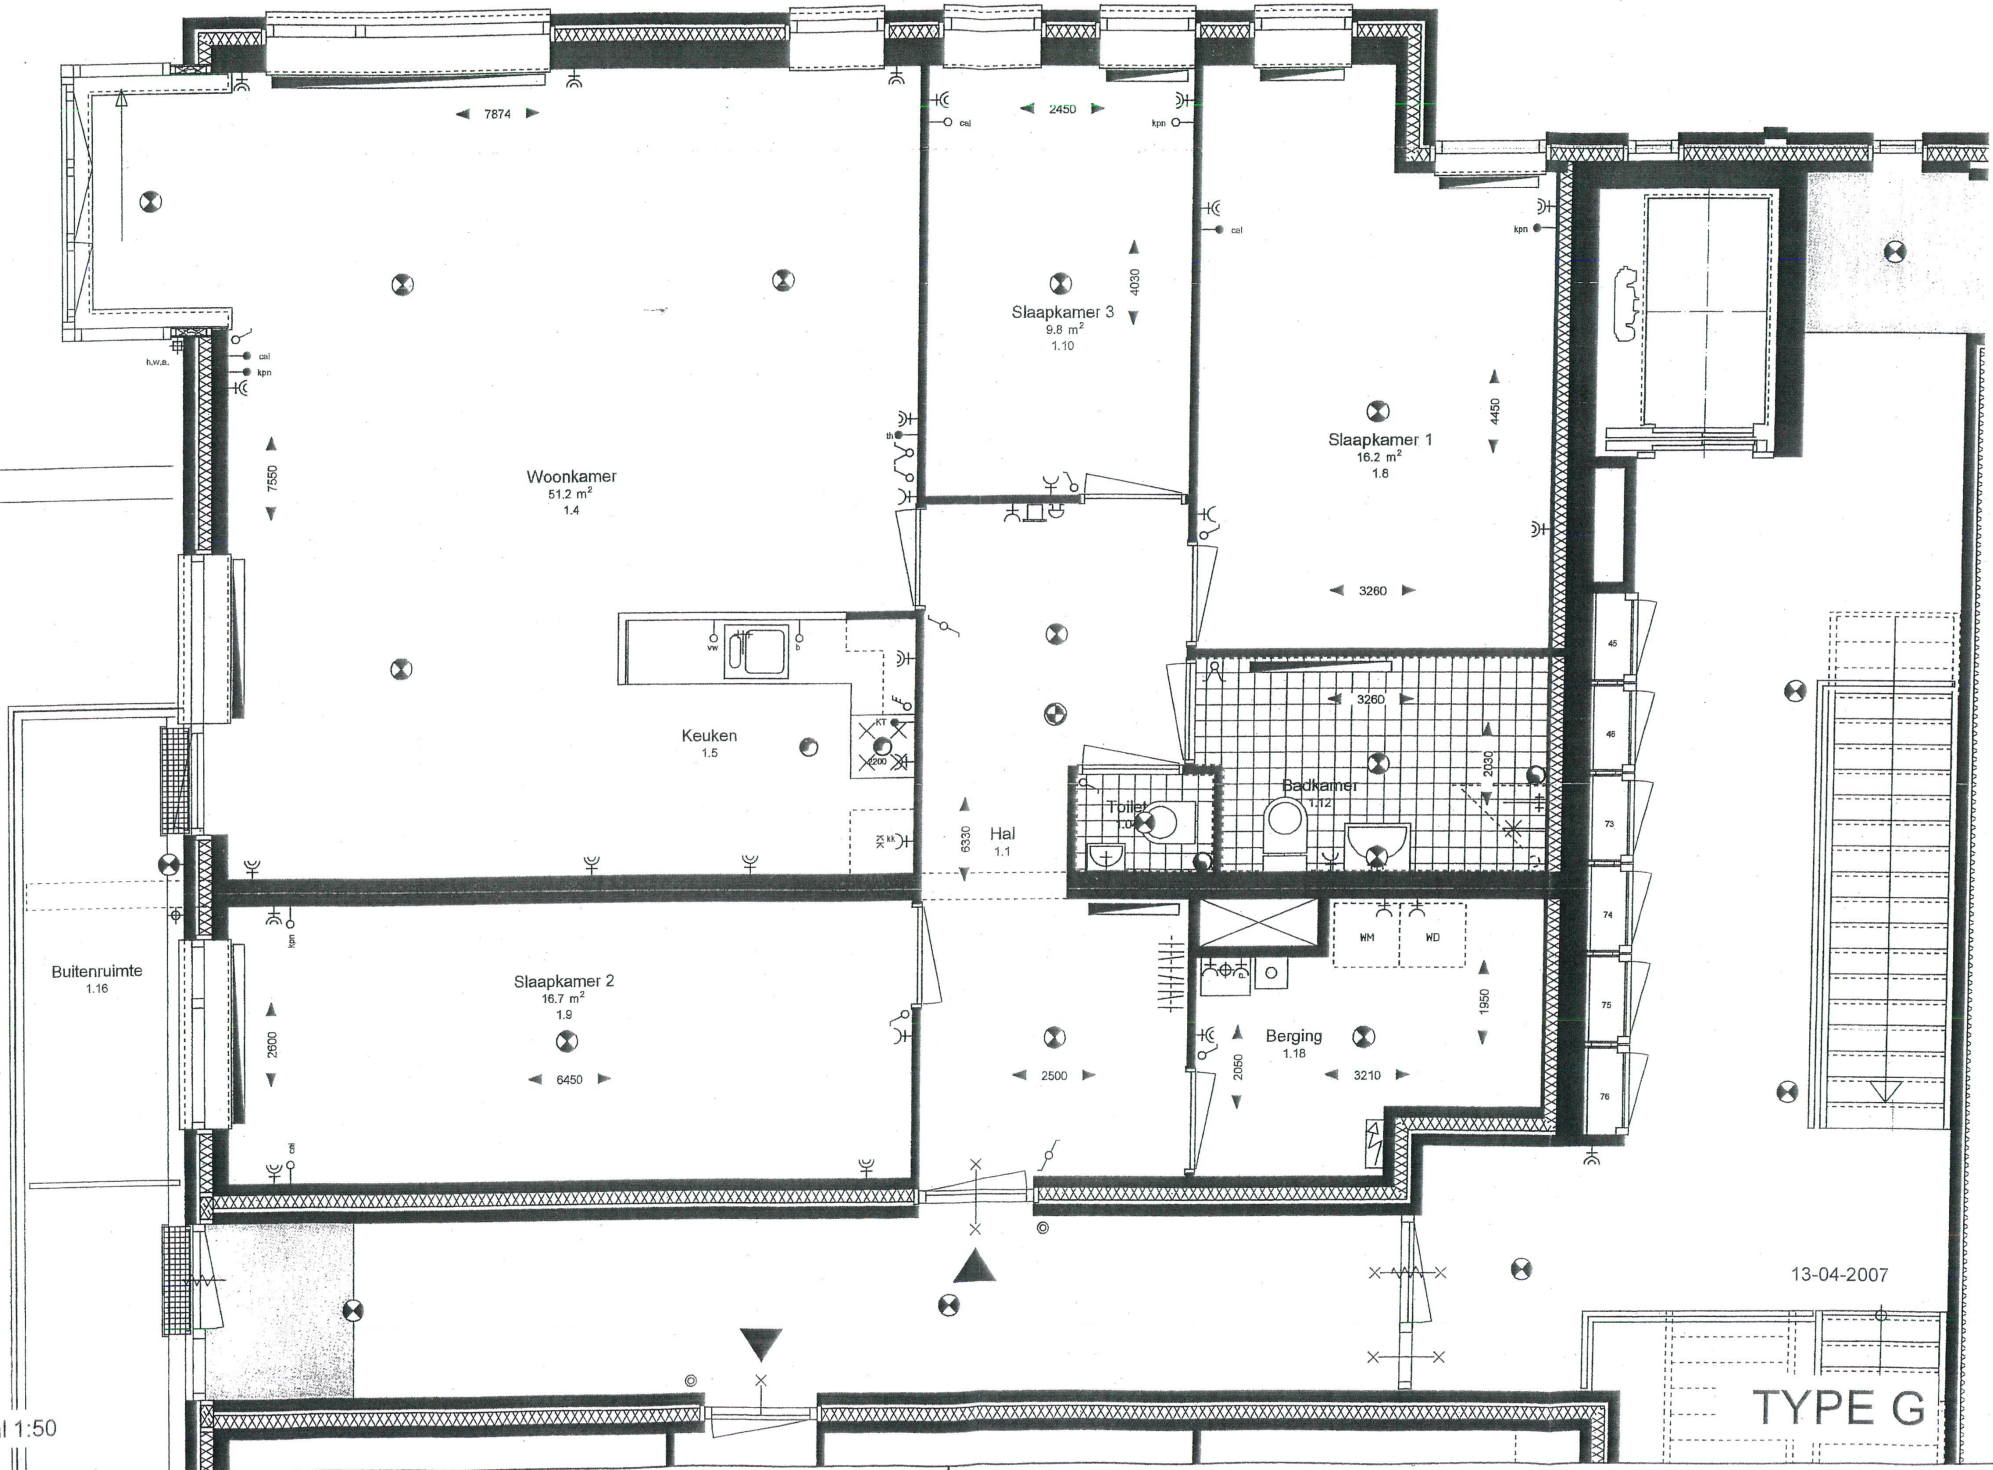 7874
2450
cai
kpn
cai
kpn
4030
Slaapkamer 3
9.8 m²
1.10
h.w.a.
cai
kpn
4450
Slaapkamer 1
16.2 m²
1.8
th
7550
Woonkamer
51.2 m²
1.4
3260
vw
b
45
Keuken
1.5
KT
2200
3260
2030
46
Badkamer
1.12
Toilet
KK
kk
6330
Hal
1.1
73
kpn
74
WM
WD
Buitenruimte
1.16
Slaapkamer 2
16.7 m²
1.9
1950
75
2600
6450
2500
Berging
1.18
2050
3210
76
cai
13-04-2007
TYPE G
1:50